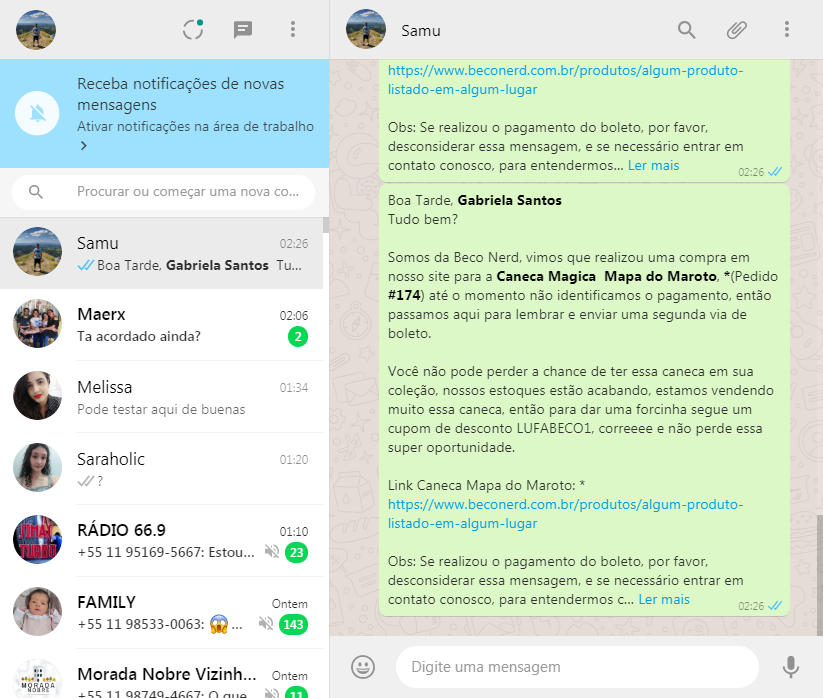 Receba notificações de novas
mensagens
Ativar notificações na área de trabalho
Procurar ou começar uma nova co...
Samu
02:26
Boa Tarde, Gabriela Santos Tu...
Maerx
02:06
Ta acordado ainda?
2
Melissa
01:34
Pode testar aqui de buenas
Saraholic
01:20
?
RÁDIO 66.9
01:10
+55 11 95169-5667: Estou...
23
FAMILY
Ontem
+55 11 98533-0063: 😱 ...
143
MORADA
NOBRE
Morada Nobre Vizinh...
Ontem
+55 11 98749-4667: O que
11
Samu
https://www.beconerd.com.br/produtos/algum-produto-
listado-em-algum-lugar
Obs: Se realizou o pagamento do boleto, por favor,
desconsiderar essa mensagem, e se necessário entrar em
contato conosco, para entendermos... Ler mais
02:26
Boa Tarde, Gabriela Santos
Tudo bem?
Somos da Beco Nerd, vimos que realizou uma compra em
nosso site para a Caneca Magica  Mapa do Maroto, *(Pedido
#174) até o momento não identificamos o pagamento, então
passamos aqui para lembrar e enviar uma segunda via de
boleto.
Você não pode perder a chance de ter essa caneca em sua
coleção, nossos estoques estão acabando, estamos vendendo
muito essa caneca, então para dar uma forcinha segue um
cupom de desconto LUFABECO1, correeee e não perde essa
super oportunidade.
Link Caneca Mapa do Maroto: *
https://www.beconerd.com.br/produtos/algum-produto-
listado-em-algum-lugar
Obs: Se realizou o pagamento do boleto, por favor,
desconsiderar essa mensagem, e se necessário entrar em
contato conosco, para entendermos c... Ler mais
02:26
Digite uma mensagem